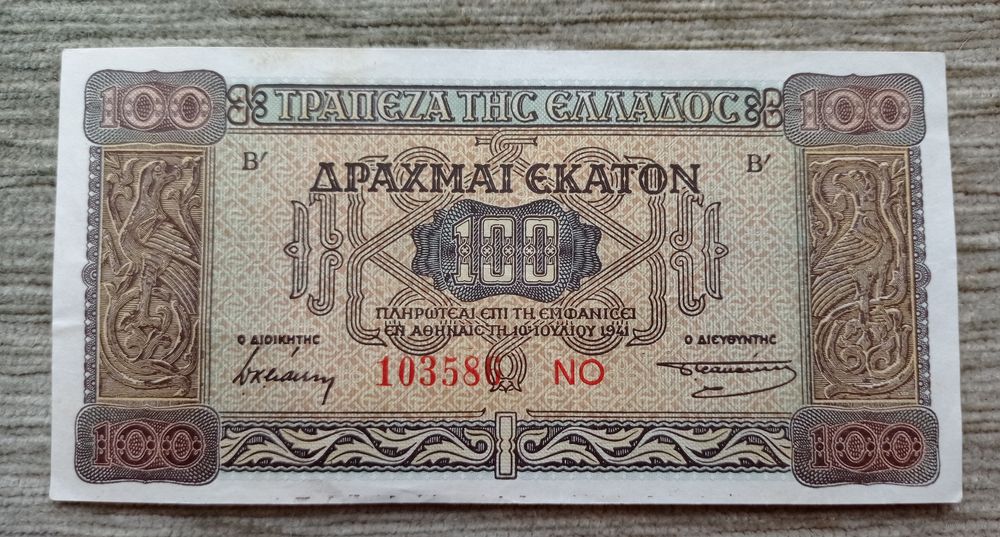 100 ΤΡΑΠΕΖΑ ΤΗΣ ΕΛΛΑΔΟΣ 100
Β′ Β′
ΔΡΑΧΜΑΙ ΕΚΑΤΟΝ
100
ΠΛΗΡΩΤΕΑΙ ΕΠΙ ΤΗ ΕΜΦΑΝΙΣΕΙ
ΕΝ ΑΘΗΝΑΙΣ ΤΗ 10 ΙΟΥΛΙΟΥ 1941
Ο ΔΙΟΙΚΗΤΗΣ Ο ΔΙΕΥΘΥΝΤΗΣ
103586 ΝΟ
100 100